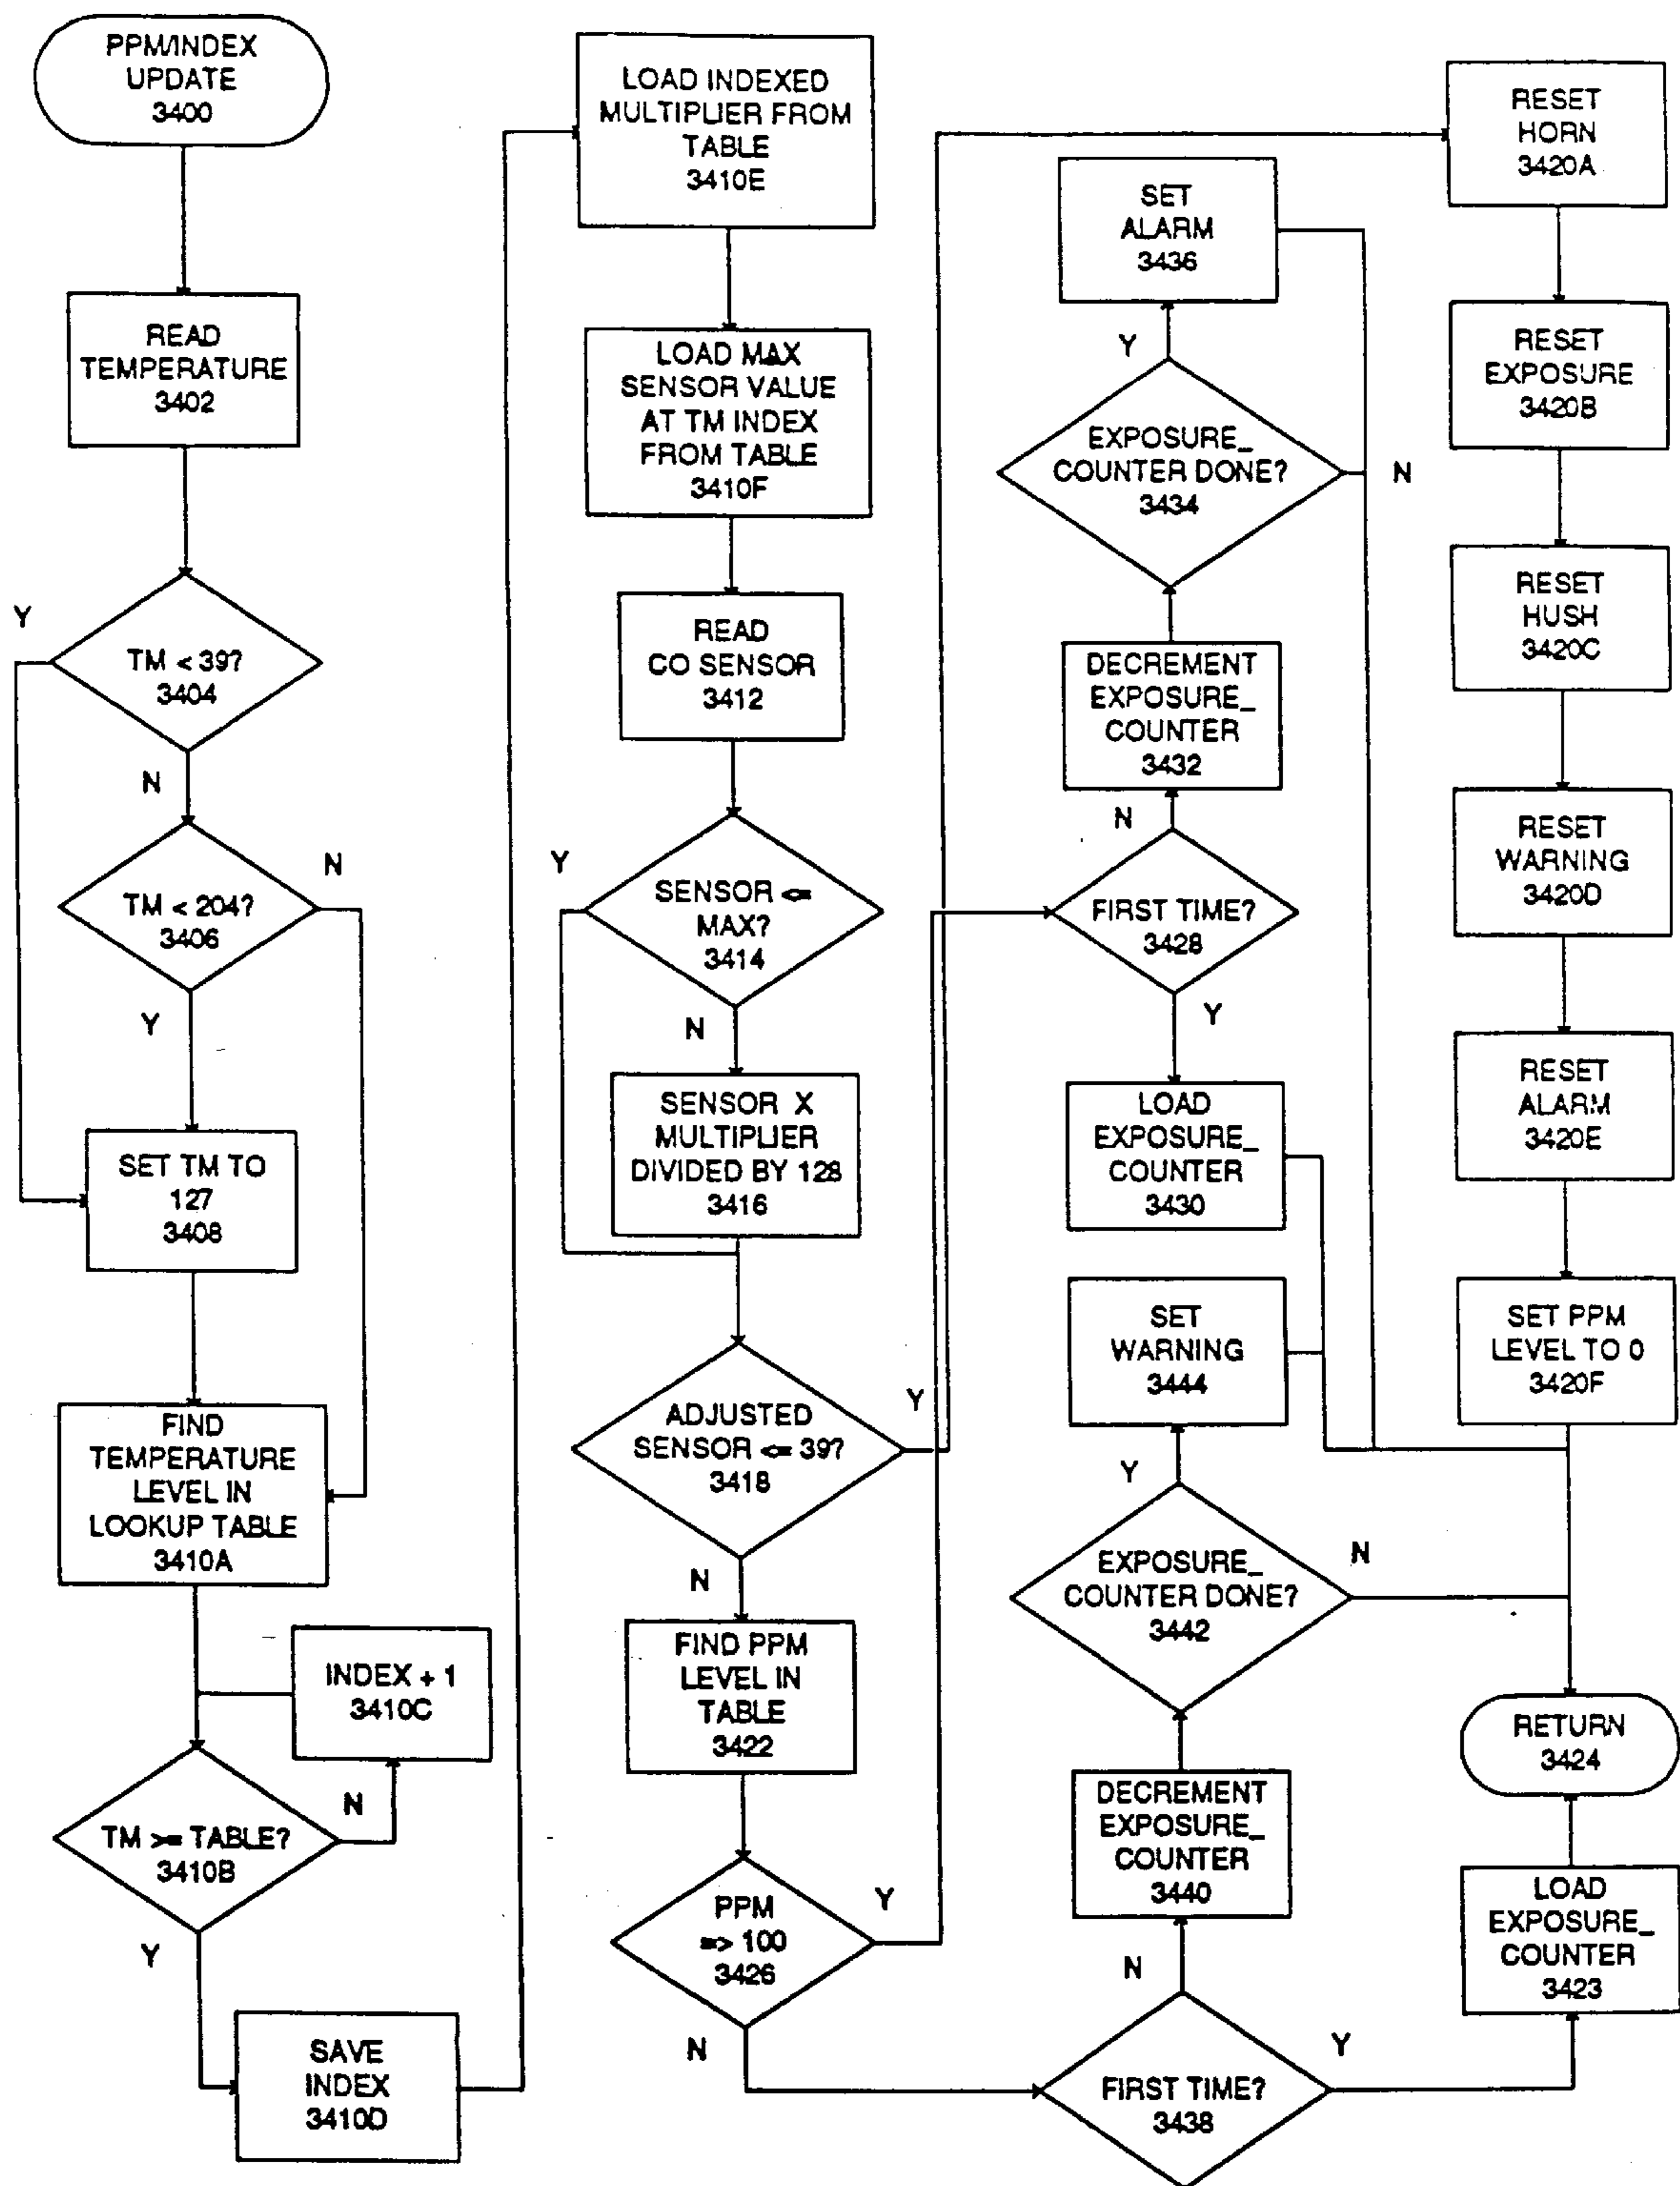 PPM/INDEX
UPDATE
3400
READ
TEMPERATURE
3402
Y
TM < 39?
3404
N
N
TM < 204?
3406
Y
SET TM TO
127
3408
FIND
TEMPERATURE
LEVEL IN
LOOKUP TABLE
3410A
INDEX + 1
3410C
N
TM >= TABLE?
3410B
Y
SAVE
INDEX
3410D
LOAD INDEXED
MULTIPLIER FROM
TABLE
3410E
LOAD MAX
SENSOR VALUE
AT TM INDEX
FROM TABLE
3410F
READ
CO SENSOR
3412
Y
SENSOR <=
MAX?
3414
N
SENSOR X
MULTIPLIER
DIVIDED BY 128
3416
Y
ADJUSTED
SENSOR <= 39?
3418
N
FIND PPM
LEVEL IN
TABLE
3422
Y
PPM
=> 100
3426
N
SET
ALARM
3436
Y
EXPOSURE_
COUNTER DONE?
3434
N
DECREMENT
EXPOSURE_
COUNTER
3432
N
FIRST TIME?
3428
Y
LOAD
EXPOSURE_
COUNTER
3430
SET
WARNING
3444
Y
N
EXPOSURE_
COUNTER DONE?
3442
DECREMENT
EXPOSURE_
COUNTER
3440
N
Y
FIRST TIME?
3438
RESET
HORN
3420A
RESET
EXPOSURE
3420B
RESET
HUSH
3420C
RESET
WARNING
3420D
RESET
ALARM
3420E
SET PPM
LEVEL TO 0
3420F
RETURN
3424
LOAD
EXPOSURE_
COUNTER
3423